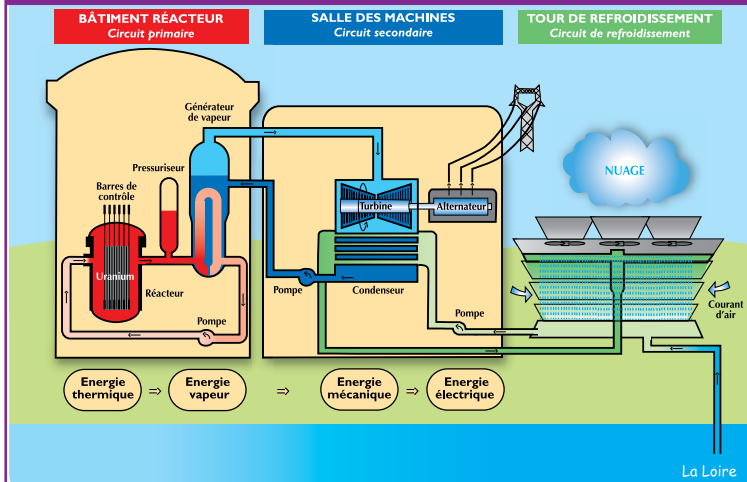 BÂTIMENT RÉACTEUR
Circuit primaire
SALLE DES MACHINES
Circuit secondaire
TOUR DE REFROIDISSEMENT
Circuit de refroidissement
Générateur
de vapeur
Pressuriseur
Barres de
contrôle
Uranium
Réacteur
Pompe
Turbine
Alternateur
Pompe
Condenseur
Pompe
NUAGE
Courant
d'air
Energie
thermique
⇒
Energie
vapeur
⇒
Energie
mécanique
⇒
Energie
électrique
La Loire